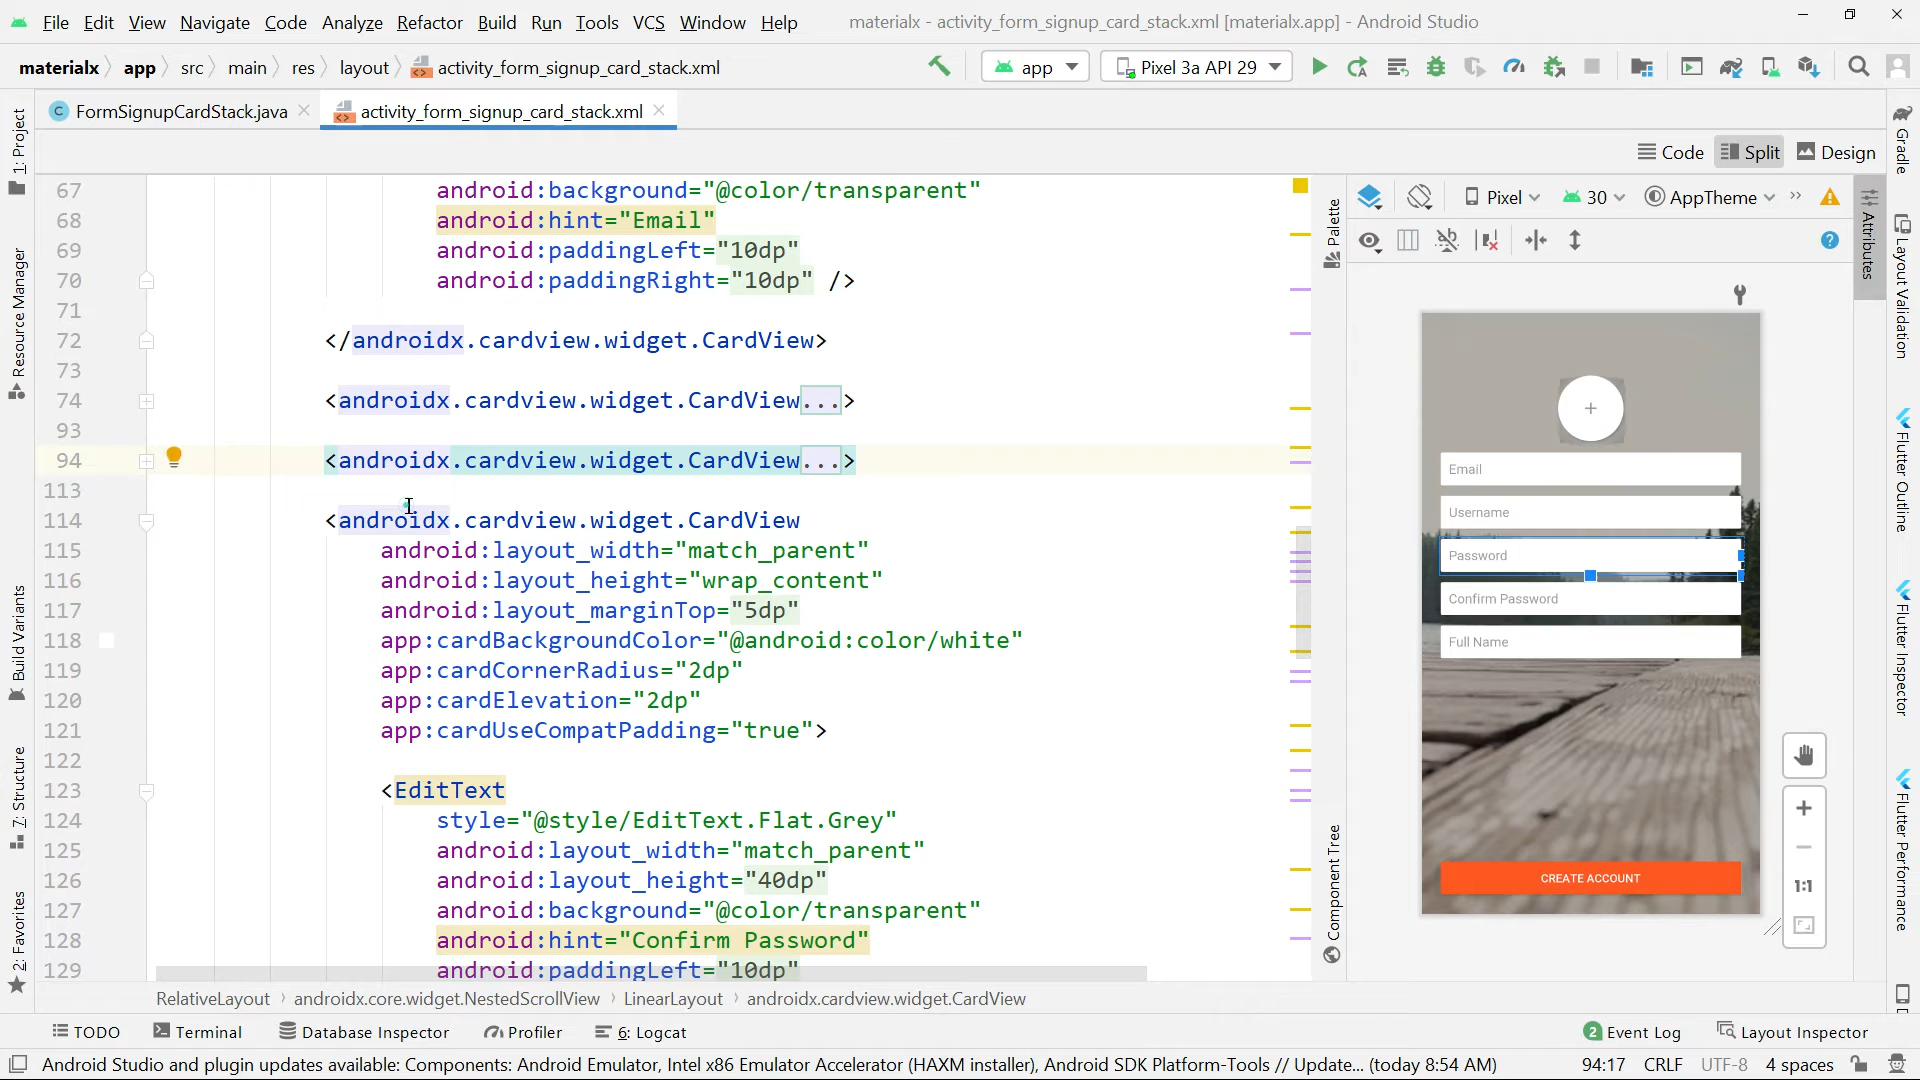 File Edit View Navigate Code Analyze Refactor Build Run Tools VCS Window Help materialx - activity_form_signup_card_stack.xml [materialx.app] - Android Studio
materialx app src main res layout activity_form_signup_card_stack.xml app Pixel 3a API 29
FormSignupCardStack.java activity_form_signup_card_stack.xml
Code Split Design
67 android:background="@color/transparent"
68 android:hint="Email"
69 android:paddingLeft="10dp"
70 android:paddingRight="10dp" />
71
72 </androidx.cardview.widget.CardView>
73
74 <androidx.cardview.widget.CardView...>
93
94 <androidx.cardview.widget.CardView...>
113
114 <androidx.cardview.widget.CardView
115 android:layout_width="match_parent"
116 android:layout_height="wrap_content"
117 android:layout_marginTop="5dp"
118 app:cardBackgroundColor="@android:color/white"
119 app:cardCornerRadius="2dp"
120 app:cardElevation="2dp"
121 app:cardUseCompatPadding="true">
122
123 <EditText
124 style="@style/EditText.Flat.Grey"
125 android:layout_width="match_parent"
126 android:layout_height="40dp"
127 android:background="@color/transparent"
128 android:hint="Confirm Password"
129 android:paddingLeft="10dp"
RelativeLayout androidx.core.widget.NestedScrollView LinearLayout androidx.cardview.widget.CardView
1: Project
Resource Manager
Build Variants
7: Structure
2: Favorites
Palette
Component Tree
Pixel 30 AppTheme
Email
Username
Password
Confirm Password
Full Name
CREATE ACCOUNT
1:1
Attributes
Gradle
Layout Validation
Flutter Outline
Flutter Inspector
Flutter Performance
TODO Terminal Database Inspector Profiler 6: Logcat 2 Event Log Layout Inspector
Android Studio and plugin updates available: Components: Android Emulator, Intel x86 Emulator Accelerator (HAXM installer), Android SDK Platform-Tools // Update... (today 8:54 AM) 94:17 CRLF UTF-8 4 spaces